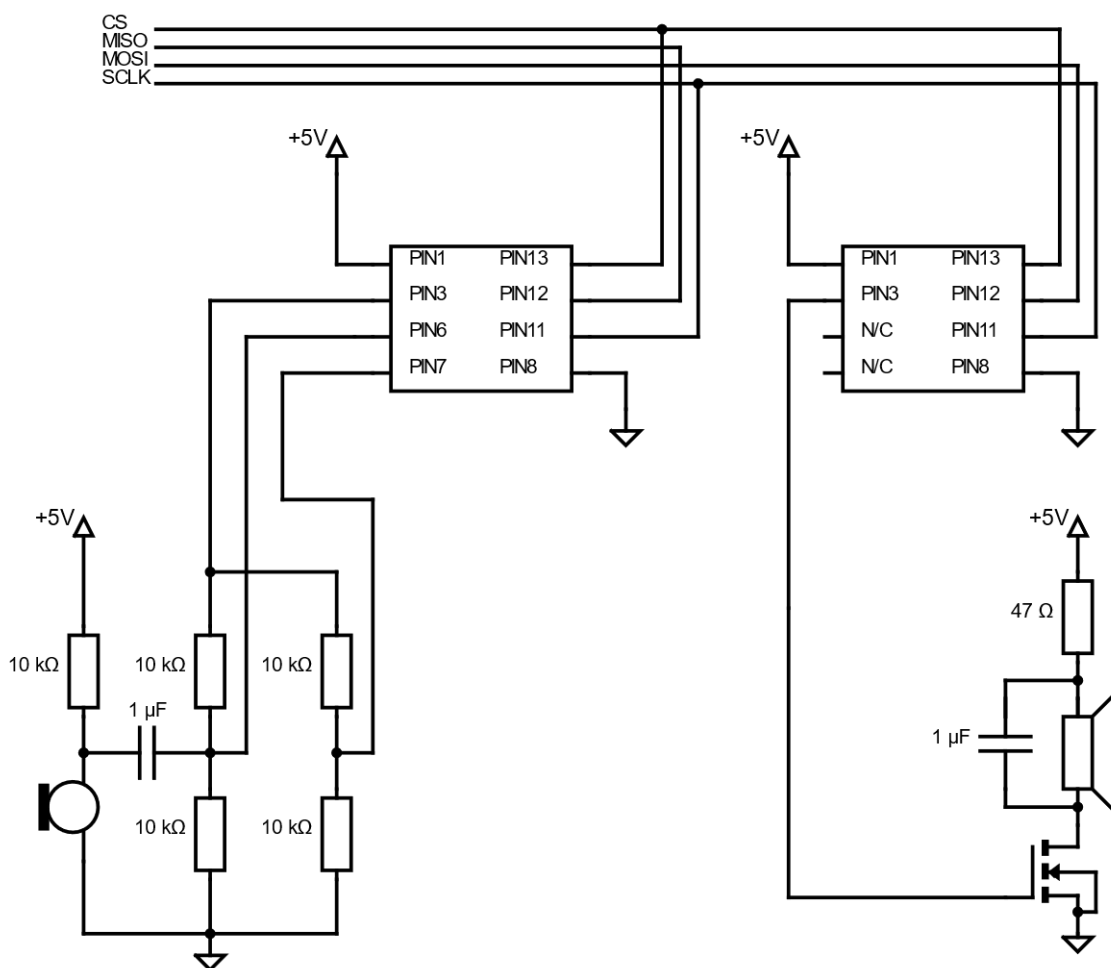 CS
MISO
MOSI
SCLK
+5V
+5V
PIN1 PIN13
PIN3 PIN12
PIN6 PIN11
PIN7 PIN8
PIN1 PIN13
PIN3 PIN12
N/C PIN11
N/C PIN8
+5V
10 kΩ
10 kΩ
10 kΩ
1 µF
10 kΩ
10 kΩ
+5V
47 Ω
1 µF